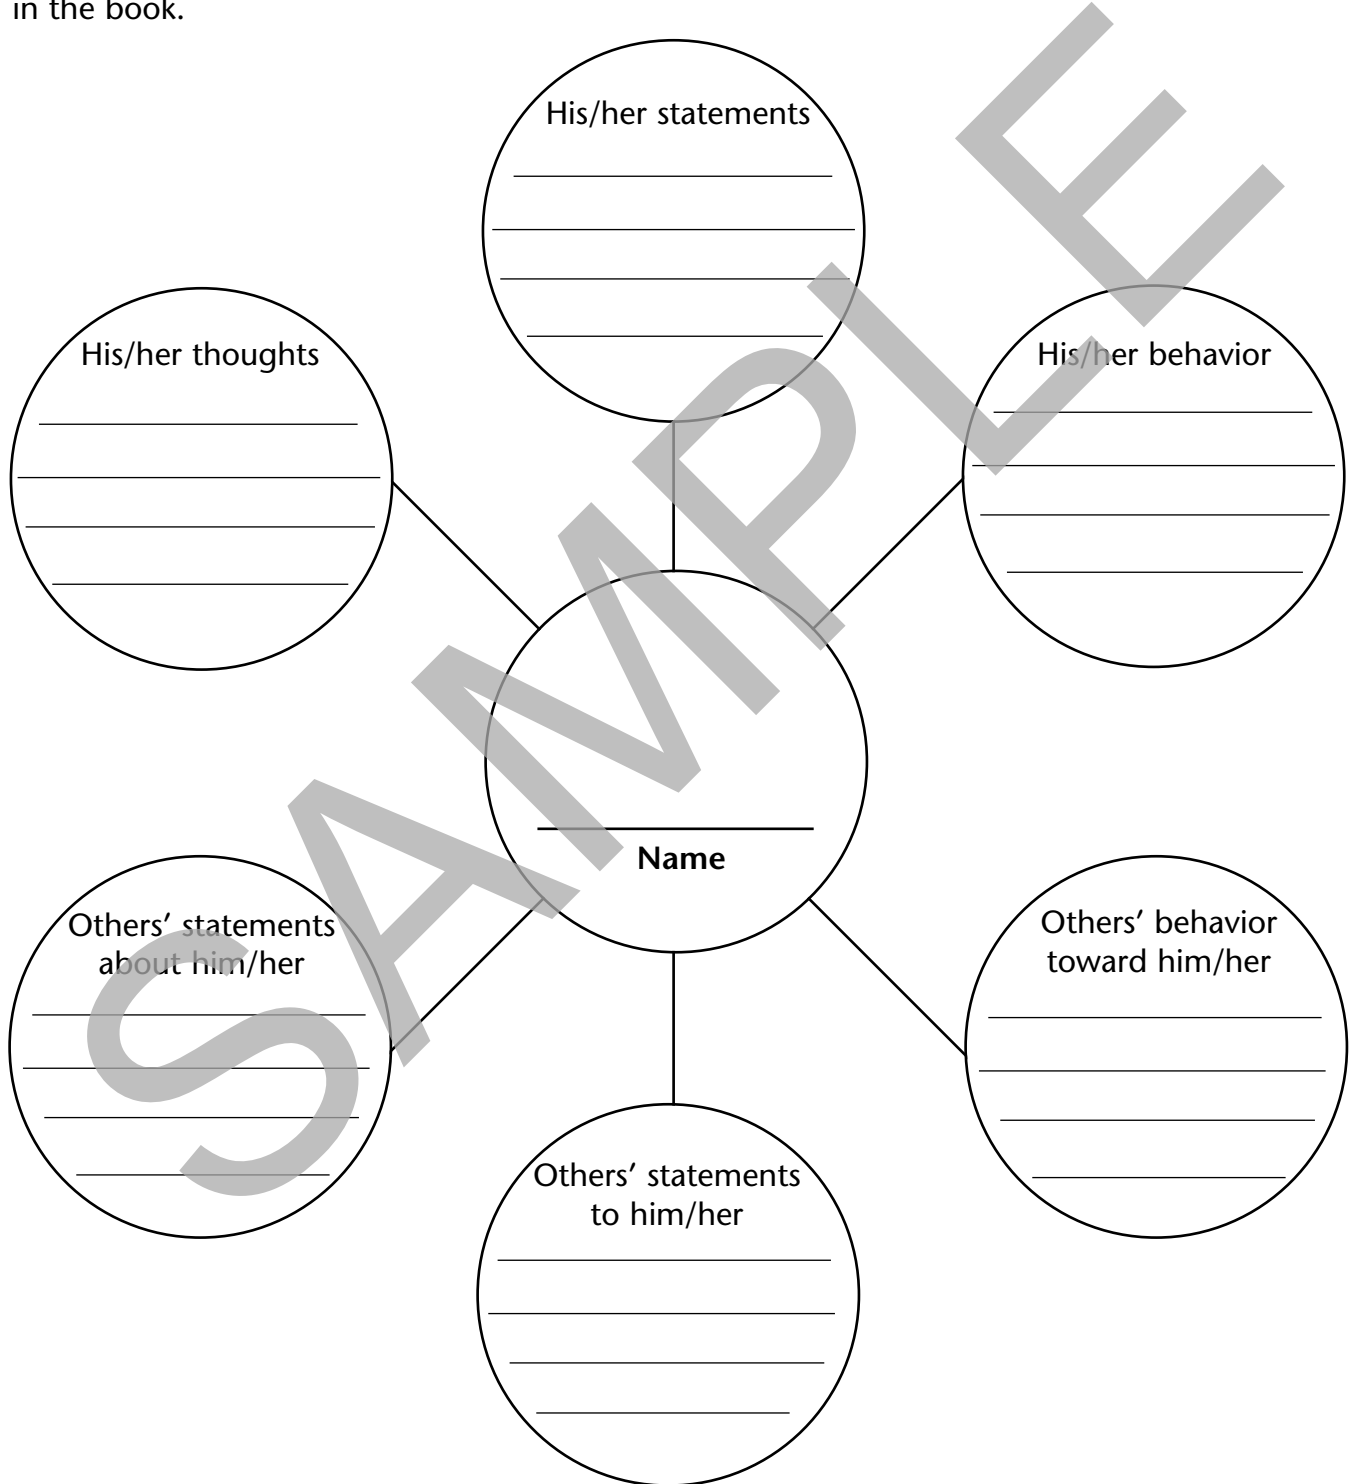 in the book.
His/her statements
His/her thoughts
His/her behavior
Name
Others’ statements
about him/her
Others’ behavior
toward him/her
Others’ statements
to him/her
SAMPLE